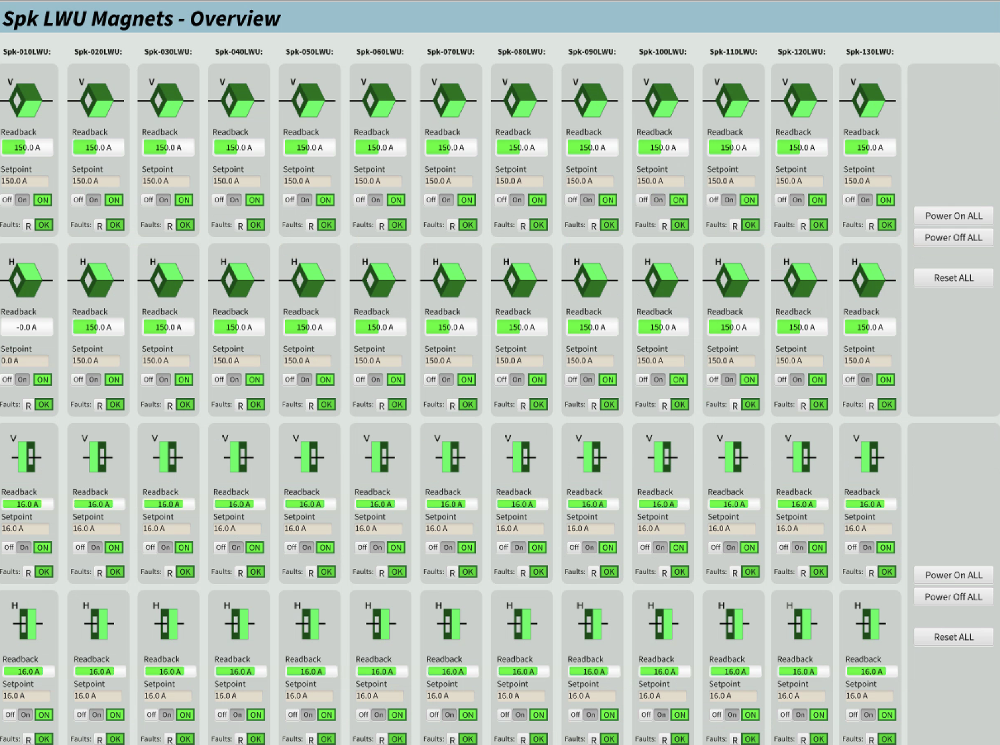 Spk LWU Magnets - Overview
Spk-010LWU: Spk-020LWU: Spk-030LWU: Spk-040LWU: Spk-050LWU: Spk-060LWU: Spk-070LWU: Spk-080LWU: Spk-090LWU: Spk-100LWU: Spk-110LWU: Spk-120LWU: Spk-130LWU:
V V V V V V V V V V V V V
Readback Readback Readback Readback Readback Readback Readback Readback Readback Readback Readback Readback Readback
150.0 A 150.0 A 150.0 A 150.0 A 150.0 A 150.0 A 150.0 A 150.0 A 150.0 A 150.0 A 150.0 A 150.0 A 150.0 A
Setpoint Setpoint Setpoint Setpoint Setpoint Setpoint Setpoint Setpoint Setpoint Setpoint Setpoint Setpoint Setpoint
150.0 A 150.0 A 150.0 A 150.0 A 150.0 A 150.0 A 150.0 A 150.0 A 150.0 A 150.0 A 150.0 A 150.0 A 150.0 A
Off On ON Off On ON Off On ON Off On ON Off On ON Off On ON Off On ON Off On ON Off On ON Off On ON Off On ON Off On ON Off On ON
Power On ALL
Faults: R OK Faults: R OK Faults: R OK Faults: R OK Faults: R OK Faults: R OK Faults: R OK Faults: R OK Faults: R OK Faults: R OK Faults: R OK Faults: R OK Faults: R OK
Power Off ALL
H H H H H H H H H H H H H
Reset ALL
Readback Readback Readback Readback Readback Readback Readback Readback Readback Readback Readback Readback Readback
-0.0 A 150.0 A 150.0 A 150.0 A 150.0 A 150.0 A 150.0 A 150.0 A 150.0 A 150.0 A 150.0 A 150.0 A 150.0 A
Setpoint Setpoint Setpoint Setpoint Setpoint Setpoint Setpoint Setpoint Setpoint Setpoint Setpoint Setpoint Setpoint
0.0 A 150.0 A 150.0 A 150.0 A 150.0 A 150.0 A 150.0 A 150.0 A 150.0 A 150.0 A 150.0 A 150.0 A 150.0 A
Off On ON Off On ON Off On ON Off On ON Off On ON Off On ON Off On ON Off On ON Off On ON Off On ON Off On ON Off On ON Off On ON
Faults: R OK Faults: R OK Faults: R OK Faults: R OK Faults: R OK Faults: R OK Faults: R OK Faults: R OK Faults: R OK Faults: R OK Faults: R OK Faults: R OK Faults: R OK
V V V V V V V V V V V V V
Readback Readback Readback Readback Readback Readback Readback Readback Readback Readback Readback Readback Readback
16.0 A 16.0 A 16.0 A 16.0 A 16.0 A 16.0 A 16.0 A 16.0 A 16.0 A 16.0 A 16.0 A 16.0 A 16.0 A
Setpoint Setpoint Setpoint Setpoint Setpoint Setpoint Setpoint Setpoint Setpoint Setpoint Setpoint Setpoint Setpoint
16.0 A 16.0 A 16.0 A 16.0 A 16.0 A 16.0 A 16.0 A 16.0 A 16.0 A 16.0 A 16.0 A 16.0 A 16.0 A
Off On ON Off On ON Off On ON Off On ON Off On ON Off On ON Off On ON Off On ON Off On ON Off On ON Off On ON Off On ON Off On ON
Faults: R OK Faults: R OK Faults: R OK Faults: R OK Faults: R OK Faults: R OK Faults: R OK Faults: R OK Faults: R OK Faults: R OK Faults: R OK Faults: R OK Faults: R OK
Power On ALL
Power Off ALL
H H H H H H H H H H H H H
Reset ALL
Readback Readback Readback Readback Readback Readback Readback Readback Readback Readback Readback Readback Readback
16.0 A 16.0 A 16.0 A 16.0 A 16.0 A 16.0 A 16.0 A 16.0 A 16.0 A 16.0 A 16.0 A 16.0 A 16.0 A
Setpoint Setpoint Setpoint Setpoint Setpoint Setpoint Setpoint Setpoint Setpoint Setpoint Setpoint Setpoint Setpoint
16.0 A 16.0 A 16.0 A 16.0 A 16.0 A 16.0 A 16.0 A 16.0 A 16.0 A 16.0 A 16.0 A 16.0 A 16.0 A
Off On ON Off On ON Off On ON Off On ON Off On ON Off On ON Off On ON Off On ON Off On ON Off On ON Off On ON Off On ON Off On ON
Faults: R OK Faults: R OK Faults: R OK Faults: R OK Faults: R OK Faults: R OK Faults: R OK Faults: R OK Faults: R OK Faults: R OK Faults: R OK Faults: R OK Faults: R OK